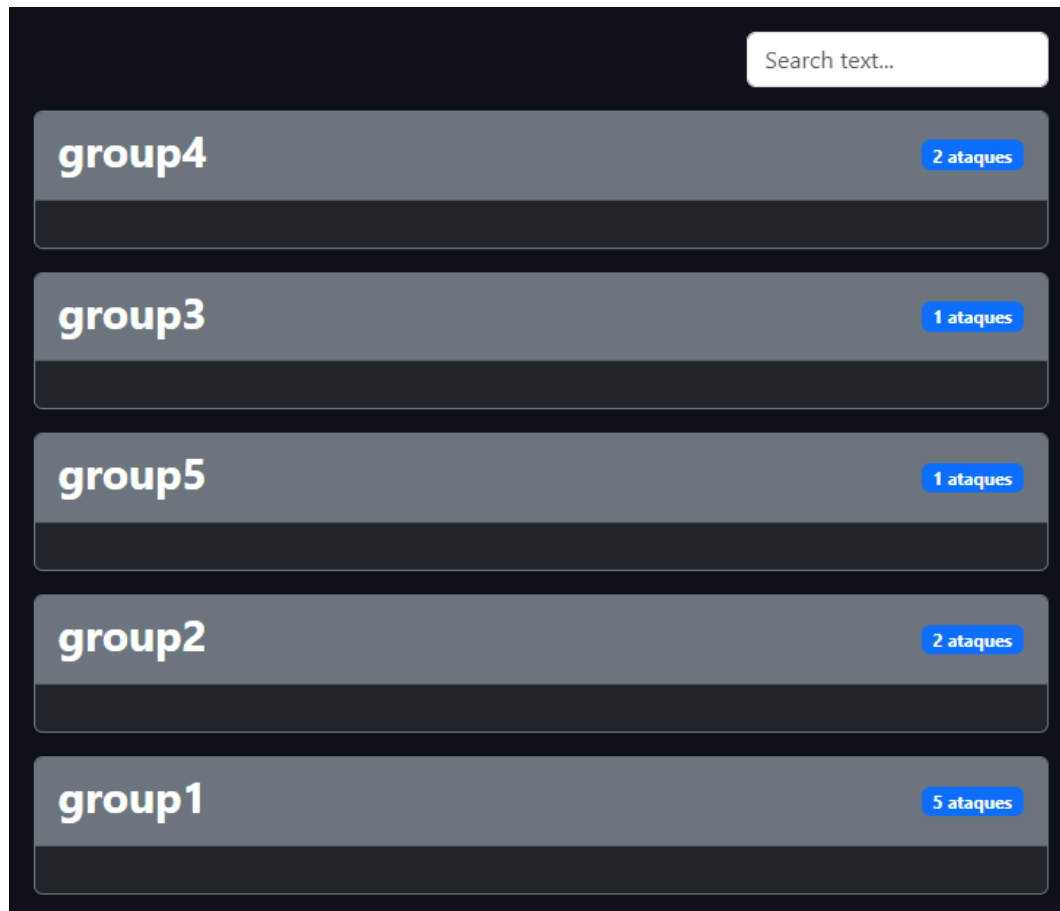 Search text...
group4
2 ataques
group3
1 ataques
group5
1 ataques
group2
2 ataques
group1
5 ataques